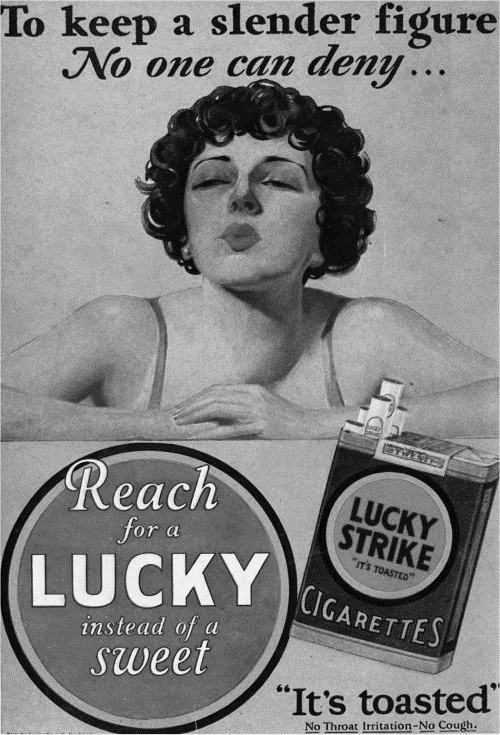 To keep a slender figure
No one can deny...
LUCKY
STRIKE
"IT'S TOASTED"
CIGARETTES
Reach
for a
LUCKY
instead of a
sweet
"It's toasted"
No Throat Irritation-No Cough.